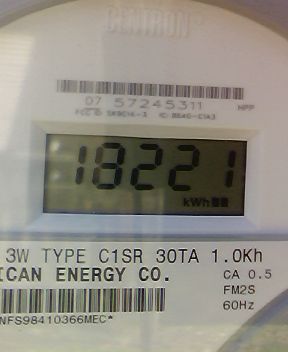 CENTRON®
07 57245311
NPP
18221
kWh
3W TYPE C1SR 30TA 1.0Kh
ICAN ENERGY CO.
CA 0.5
FM2S
60Hz
NFS98410366MEC*